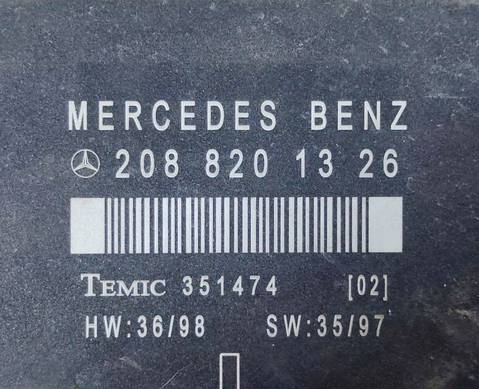 MERCEDES BENZ
208 820 13 26
TEMIC 351474 [02]
HW:36/98 SW:35/97